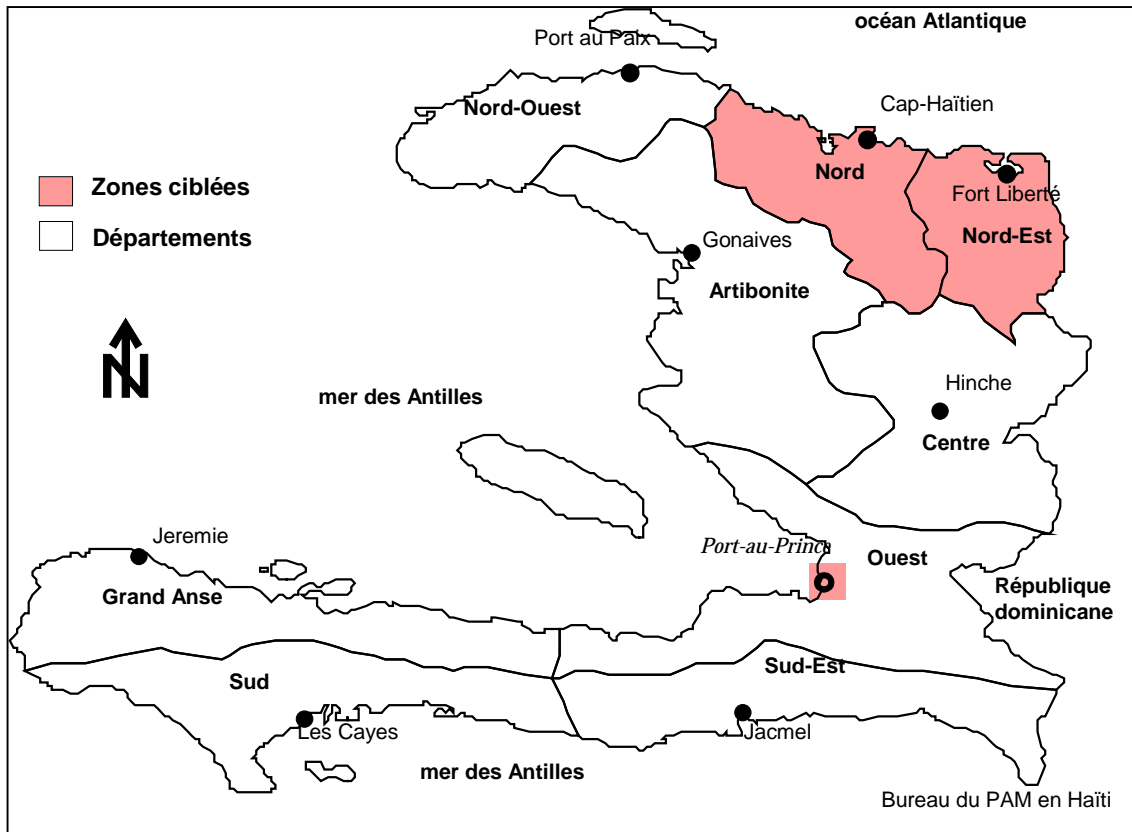 océan Atlantique
Port au Paix
Nord-Ouest
Cap-Haïtien
Zones ciblées
Nord
Fort Liberté
Départements
Nord-Est
Gonaives
Artibonite
N
mer des Antilles
Hinche
Centre
Jeremie
Port-au-Prince
Ouest
Grand Anse
République
dominicane
Sud
Sud-Est
Les Cayes
Jacmel
mer des Antilles
Bureau du PAM en Haïti